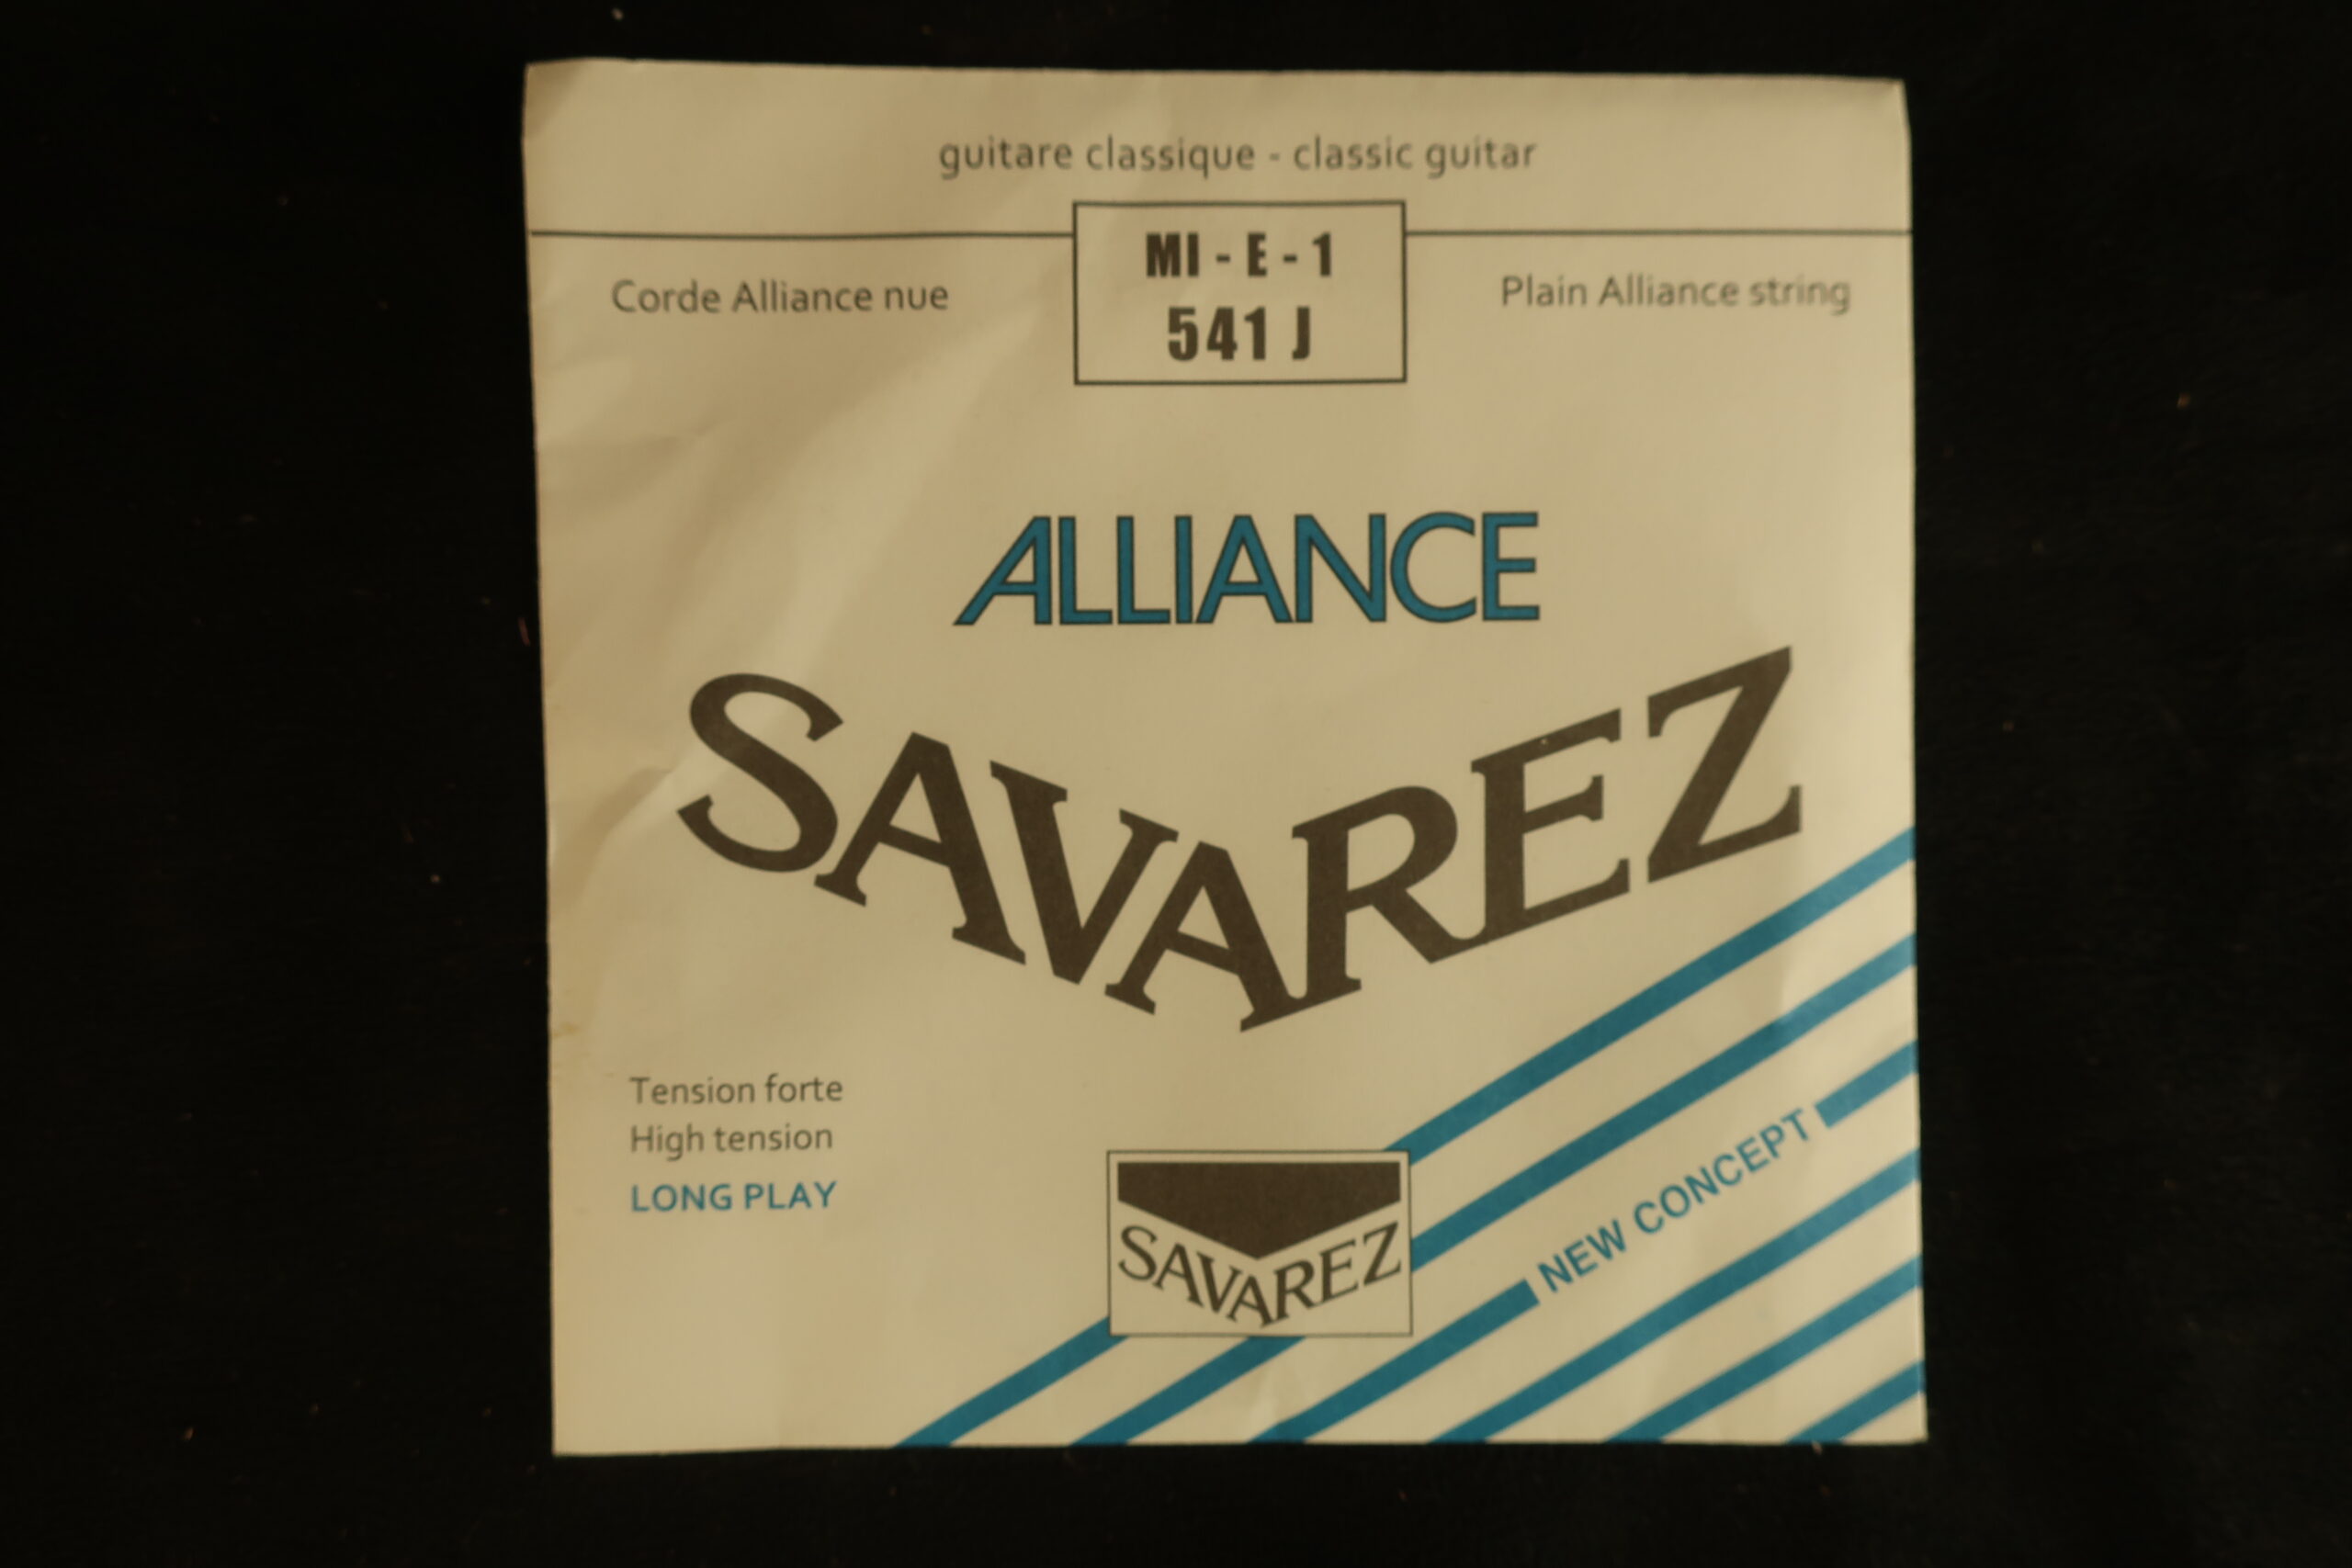 guitare classique - classic guitar
MI - E - 1
541 J
Corde Alliance nue
Plain Alliance string
ALLIANCE
SAVAREZ
Tension forte
High tension
LONG PLAY
SAVAREZ
NEW CONCEPT